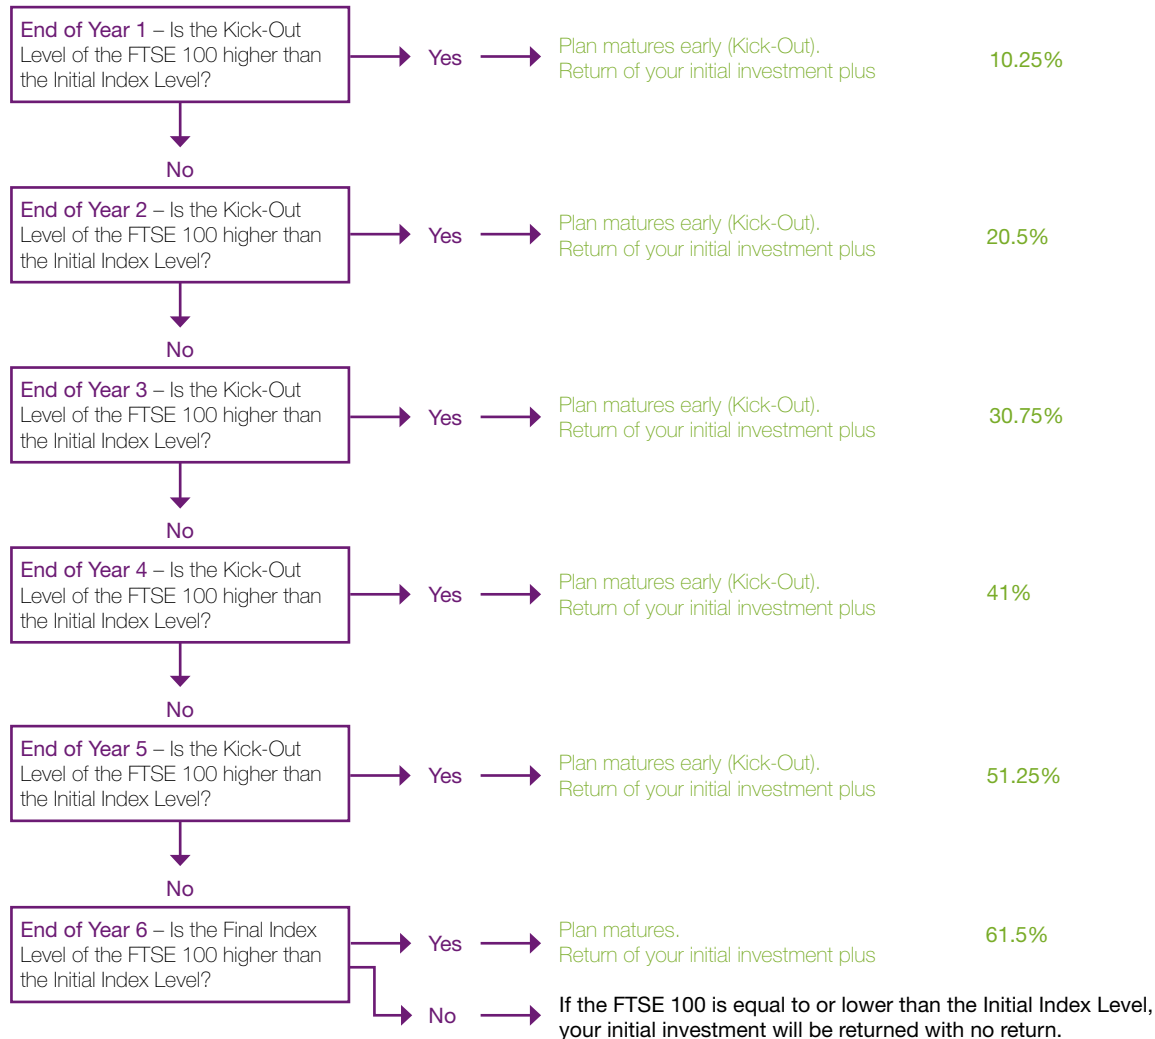 End of Year 1 – Is the Kick-Out
Level of the FTSE 100 higher than
the Initial Index Level?
Yes
Plan matures early (Kick-Out).
Return of your initial investment plus
10.25%
No
End of Year 2 – Is the Kick-Out
Level of the FTSE 100 higher than
the Initial Index Level?
Yes
Plan matures early (Kick-Out).
Return of your initial investment plus
20.5%
No
End of Year 3 – Is the Kick-Out
Level of the FTSE 100 higher than
the Initial Index Level?
Yes
Plan matures early (Kick-Out).
Return of your initial investment plus
30.75%
No
End of Year 4 – Is the Kick-Out
Level of the FTSE 100 higher than
the Initial Index Level?
Yes
Plan matures early (Kick-Out).
Return of your initial investment plus
41%
No
End of Year 5 – Is the Kick-Out
Level of the FTSE 100 higher than
the Initial Index Level?
Yes
Plan matures early (Kick-Out).
Return of your initial investment plus
51.25%
No
End of Year 6 – Is the Final Index
Level of the FTSE 100 higher than
the Initial Index Level?
Yes
Plan matures.
Return of your initial investment plus
61.5%
No
If the FTSE 100 is equal to or lower than the Initial Index Level,
your initial investment will be returned with no return.